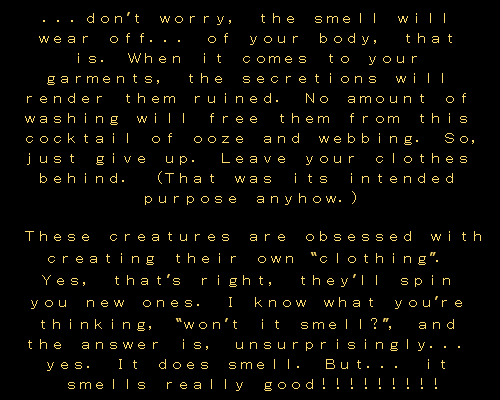 ...don't worry, the smell will
wear off... of your body, that
is. When it comes to your
garments, the secretions will
render them ruined. No amount of
washing will free them from this
cocktail of ooze and webbing. So,
just give up. Leave your clothes
behind. (That was its intended
purpose anyhow.)
These creatures are obsessed with
creating their own “clothing”.
Yes, that's right, they'll spin
you new ones. I know what you're
thinking, “won't it smell?”, and
the answer is, unsurprisingly...
yes. It does smell. But... it
smells really good!!!!!!!!!